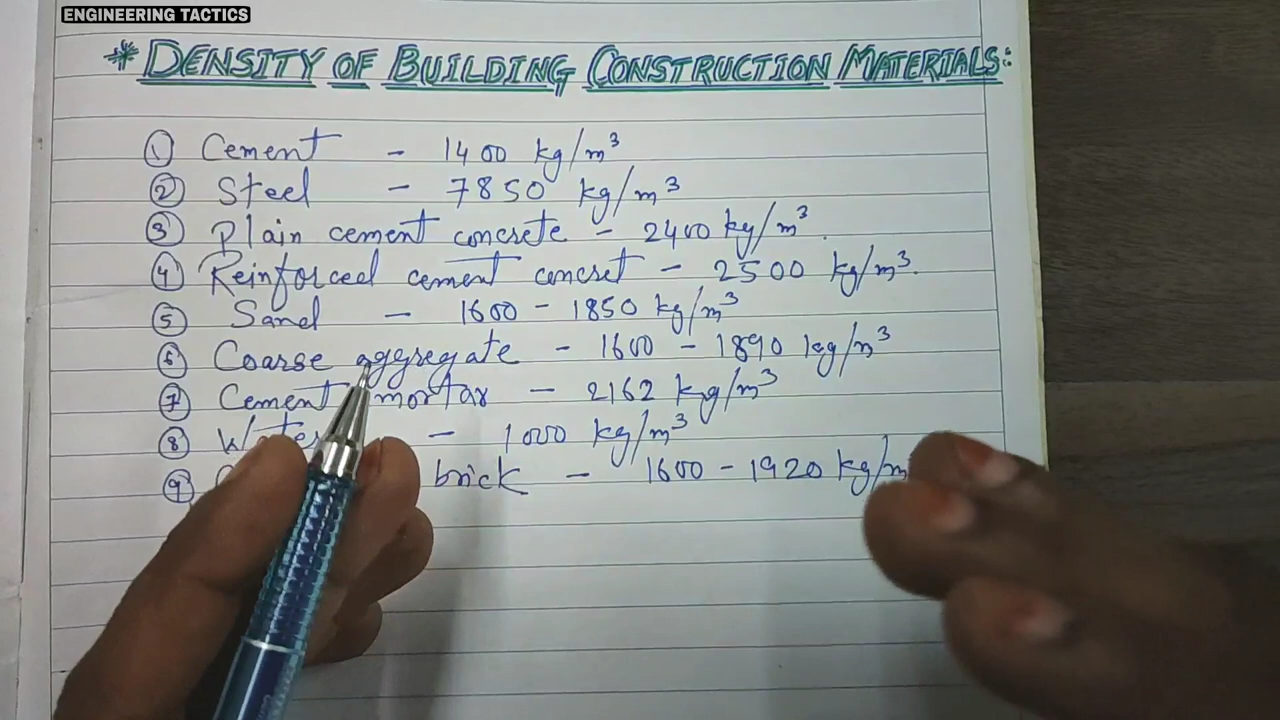 ENGINEERING TACTICS
* DENSITY OF BUILDING CONSTRUCTION MATERIALS:
① Cement - 1400 kg/m³
② Steel - 7850 kg/m³
③ Plain cement concrete - 2400 kg/m³.
④ Reinforced cement concret - 2500 kg/m³.
⑤ Sand - 1600 - 1850 kg/m³
⑥ Coarse aggregate - 1600 - 1890 kg/m³
⑦ Cement mortar - 2162 kg/m³
⑧ Water - 1000 kg/m³
⑨ brick - 1600 - 1920 kg/m